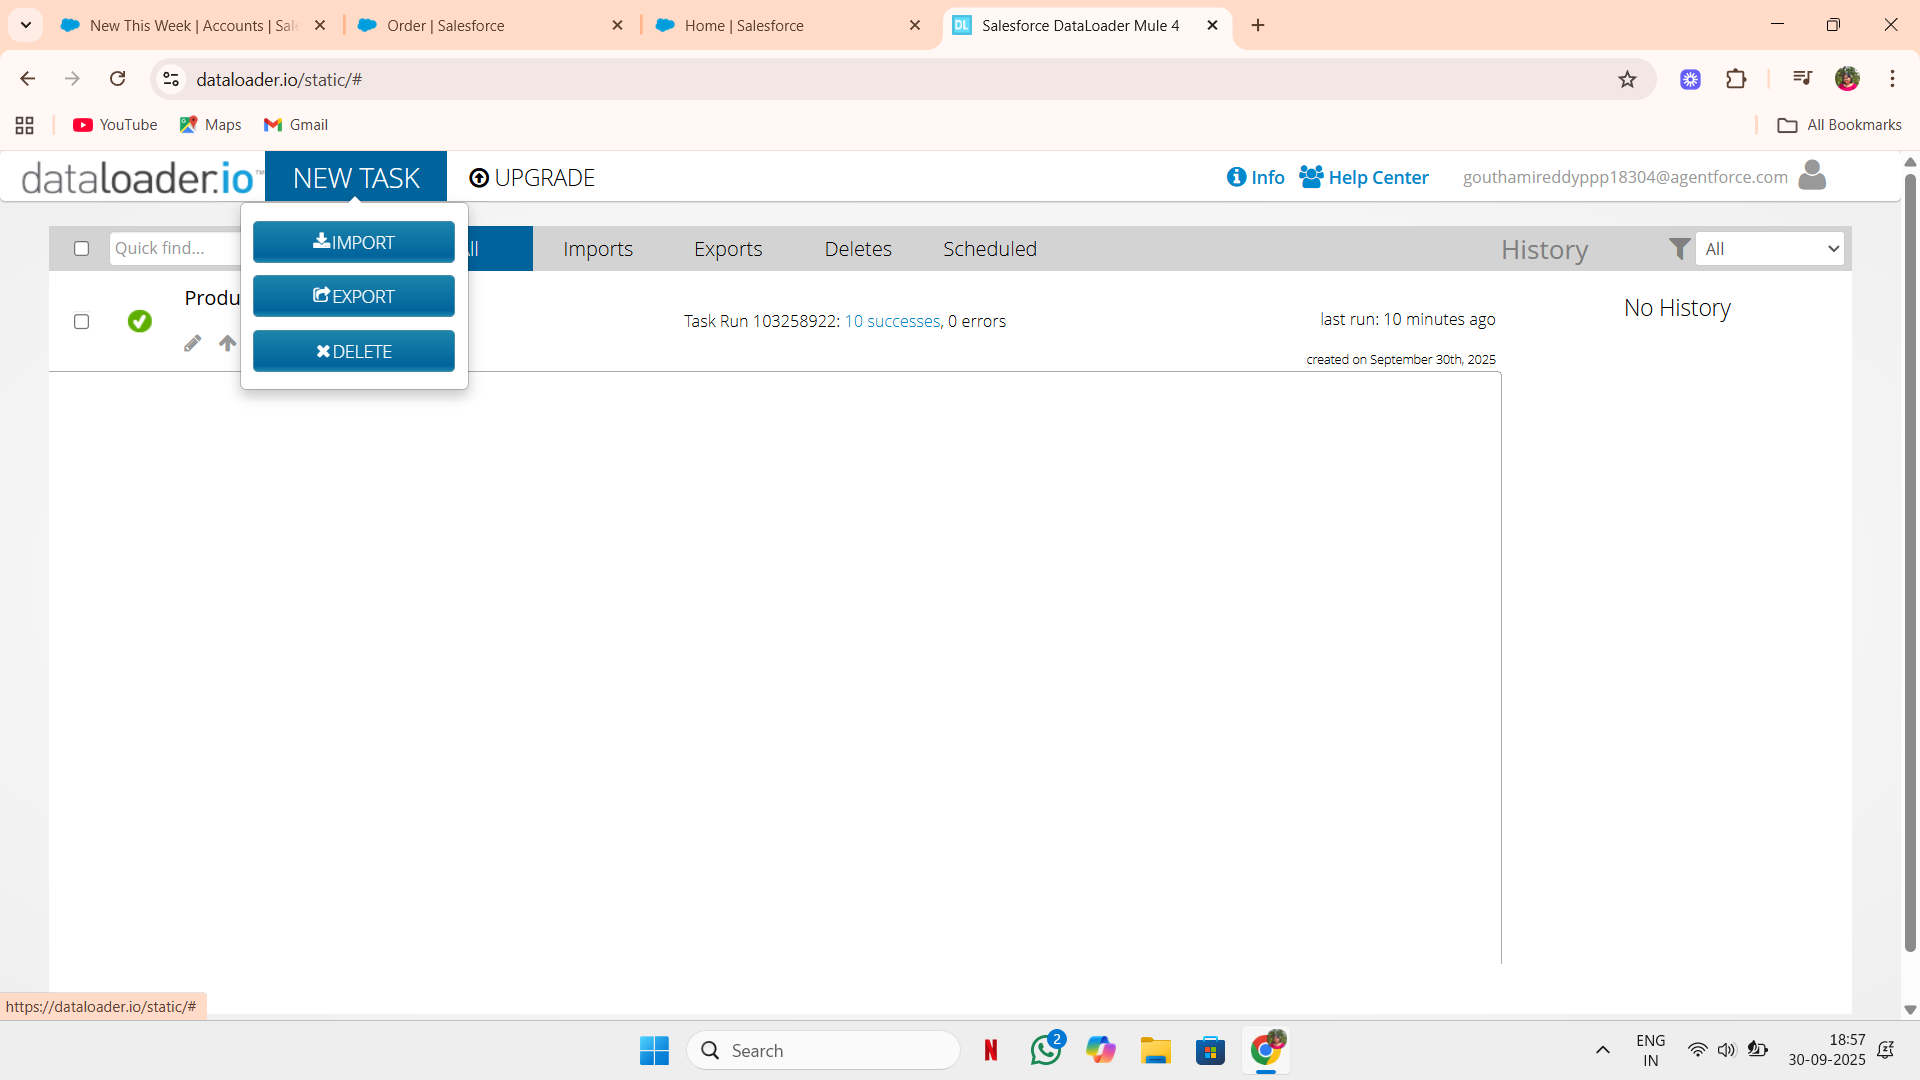 New This Week | Accounts | Sal
Order | Salesforce
Home | Salesforce
DL
Salesforce DataLoader Mule 4
dataloader.io/static/#
YouTube
Maps
Gmail
All Bookmarks
dataloader.io™
NEW TASK
UPGRADE
Info
Help Center
gouthamireddyppp18304@agentforce.com
IMPORT
EXPORT
DELETE
Quick find...
ll
Imports
Exports
Deletes
Scheduled
History
All
Produ
Task Run 103258922: 10 successes, 0 errors
last run: 10 minutes ago
created on September 30th, 2025
No History
https://dataloader.io/static/#
Search
2
ENG
IN
18:57
30-09-2025